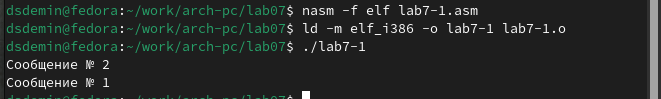 dsdemin@fedora:~/work/arch-pc/lab07$ nasm -f elf lab7-1.asm
dsdemin@fedora:~/work/arch-pc/lab07$ ld -m elf_i386 -o lab7-1 lab7-1.o
dsdemin@fedora:~/work/arch-pc/lab07$ ./lab7-1
Сообщение № 2
Сообщение № 1
dsdemin@fedora:~/work/arch-pc/lab07$